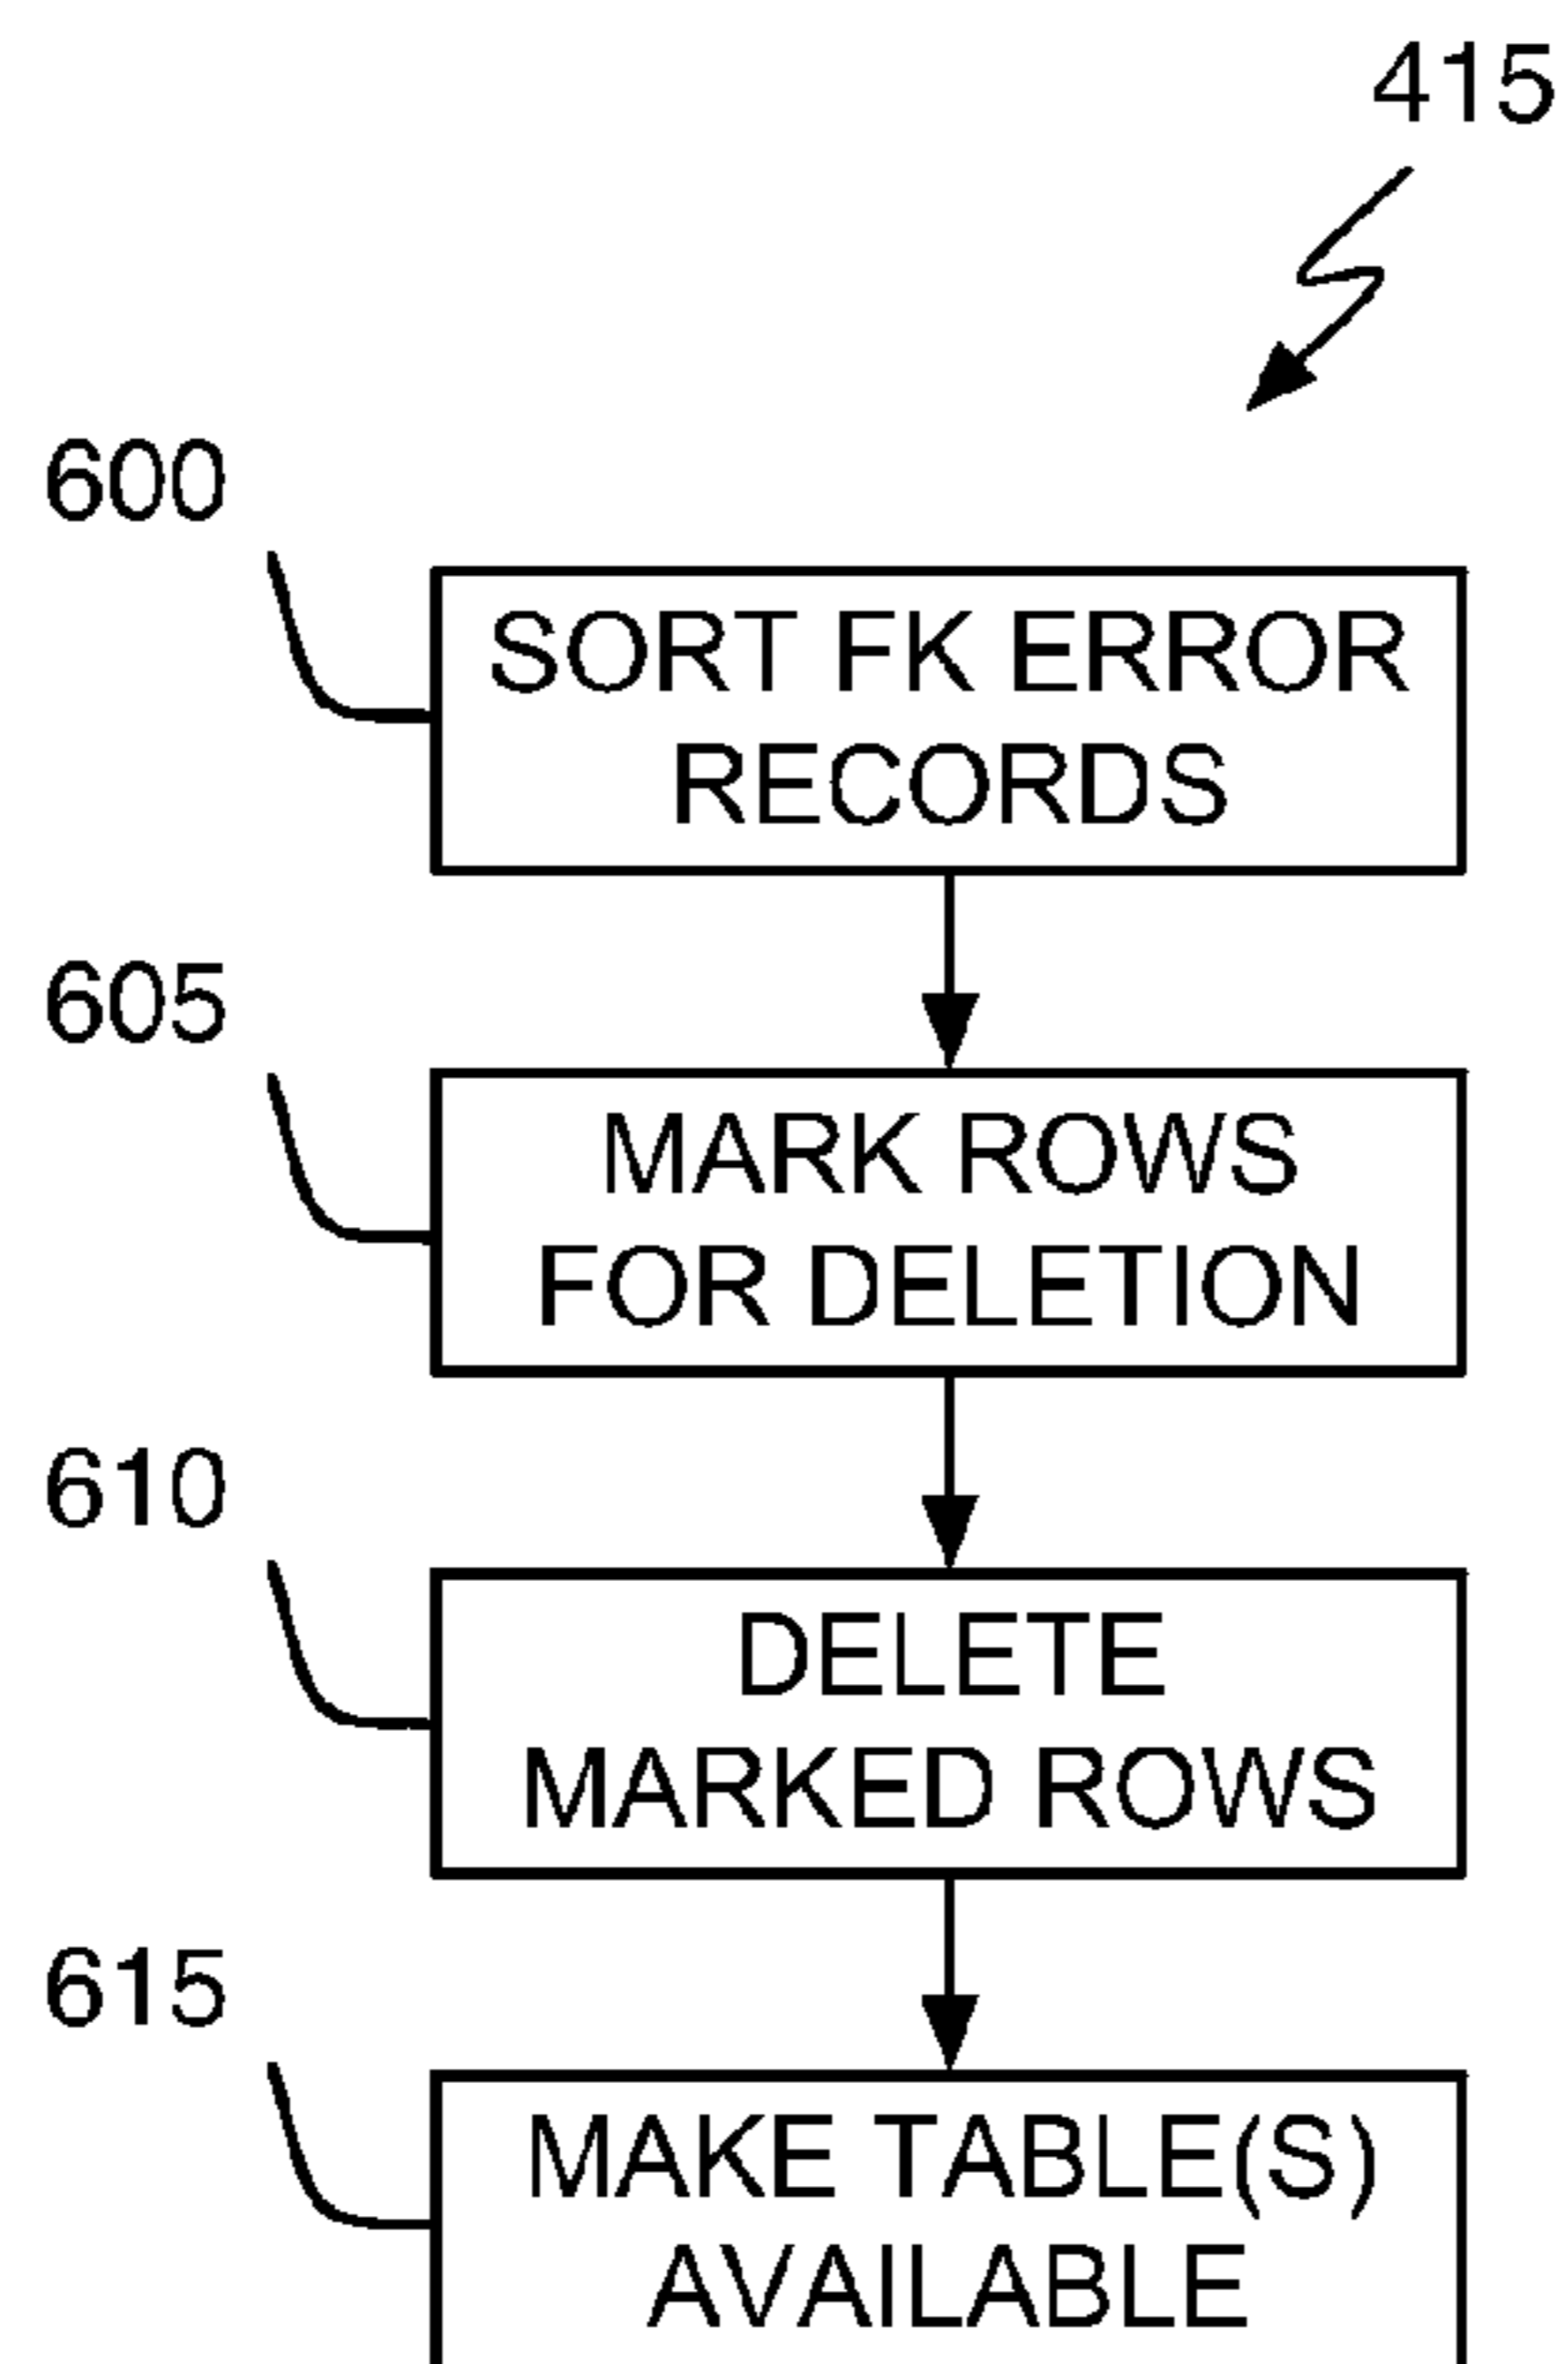 415
600
SORT FK ERROR
RECORDS
605
MARK ROWS
FOR DELETION
610
DELETE
MARKED ROWS
615
MAKE TABLE(S)
AVAILABLE